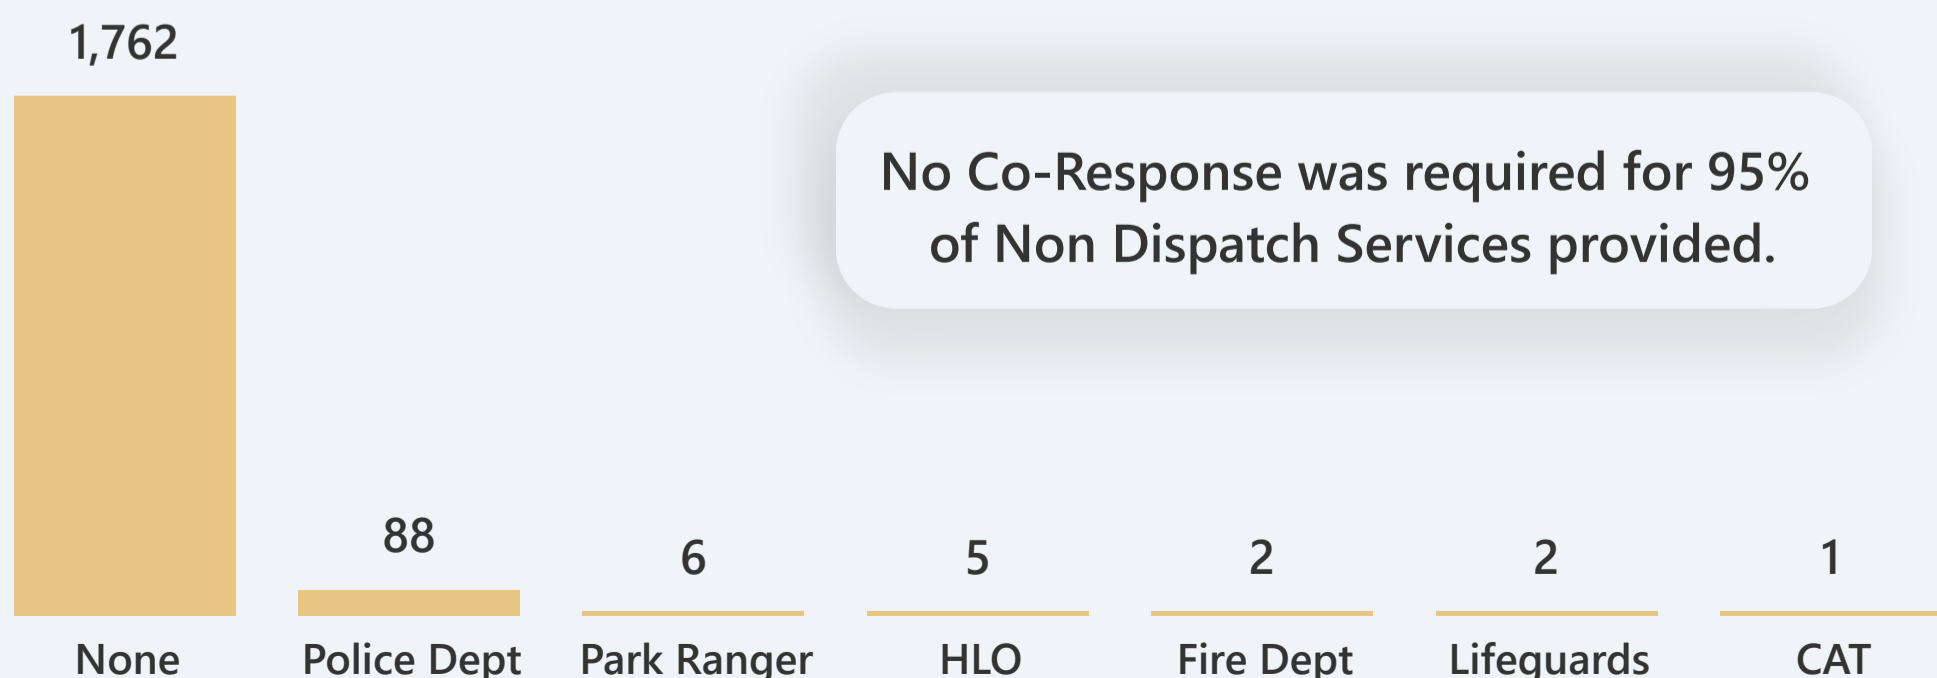 1,762
No Co-Response was required for 95%
of Non Dispatch Services provided.
88
6
5
2
2
1
None
Police Dept
Park Ranger
HLO
Fire Dept
Lifeguards
CAT